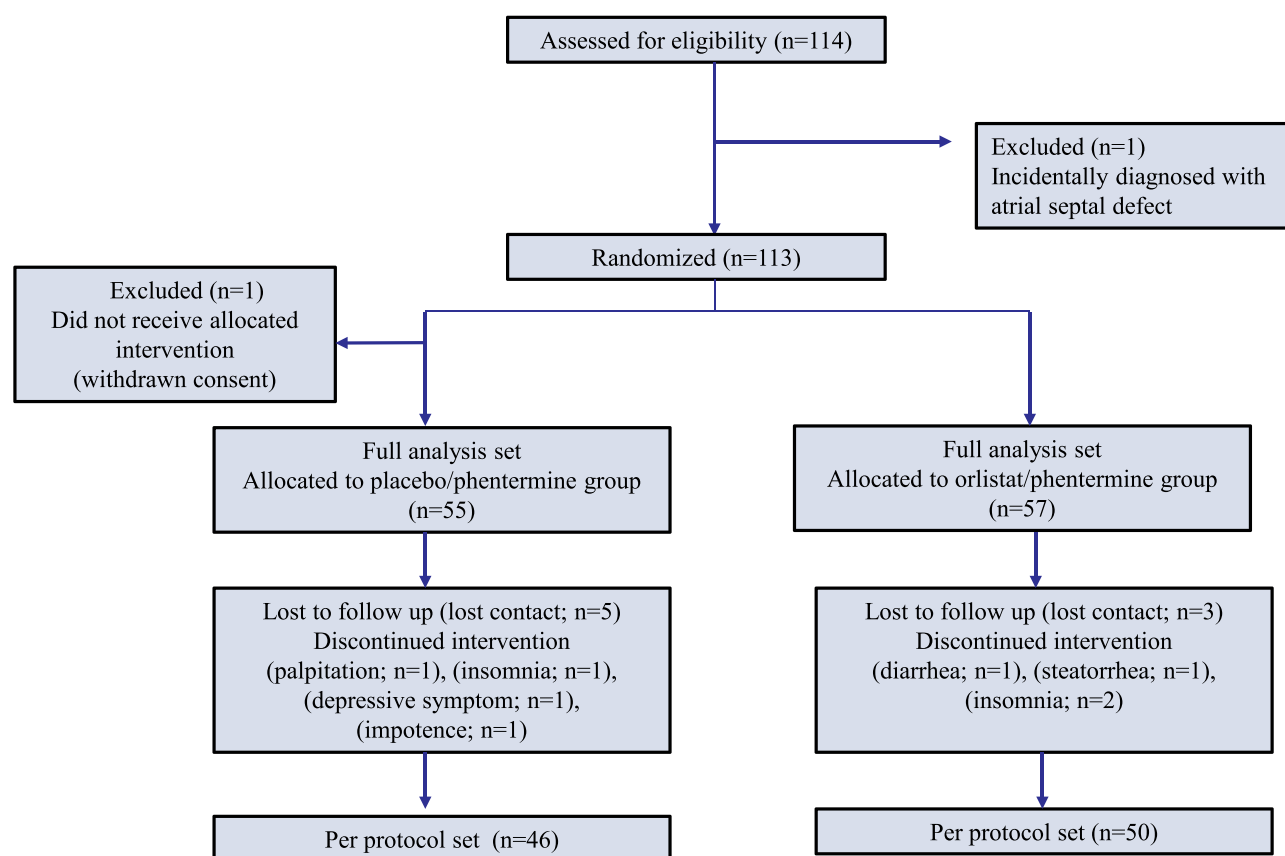 Assessed for eligibility (n=114)
Excluded (n=1)
Incidentally diagnosed with
atrial septal defect
Randomized (n=113)
Excluded (n=1)
Did not receive allocated
intervention
(withdrawn consent)
Full analysis set
Allocated to placebo/phentermine group
(n=55)
Full analysis set
Allocated to orlistat/phentermine group
(n=57)
Lost to follow up (lost contact; n=5)
Discontinued intervention
(palpitation; n=1), (insomnia; n=1),
(depressive symptom; n=1),
(impotence; n=1)
Lost to follow up (lost contact; n=3)
Discontinued intervention
(diarrhea; n=1), (steatorrhea; n=1),
(insomnia; n=2)
Per protocol set (n=46)
Per protocol set (n=50)